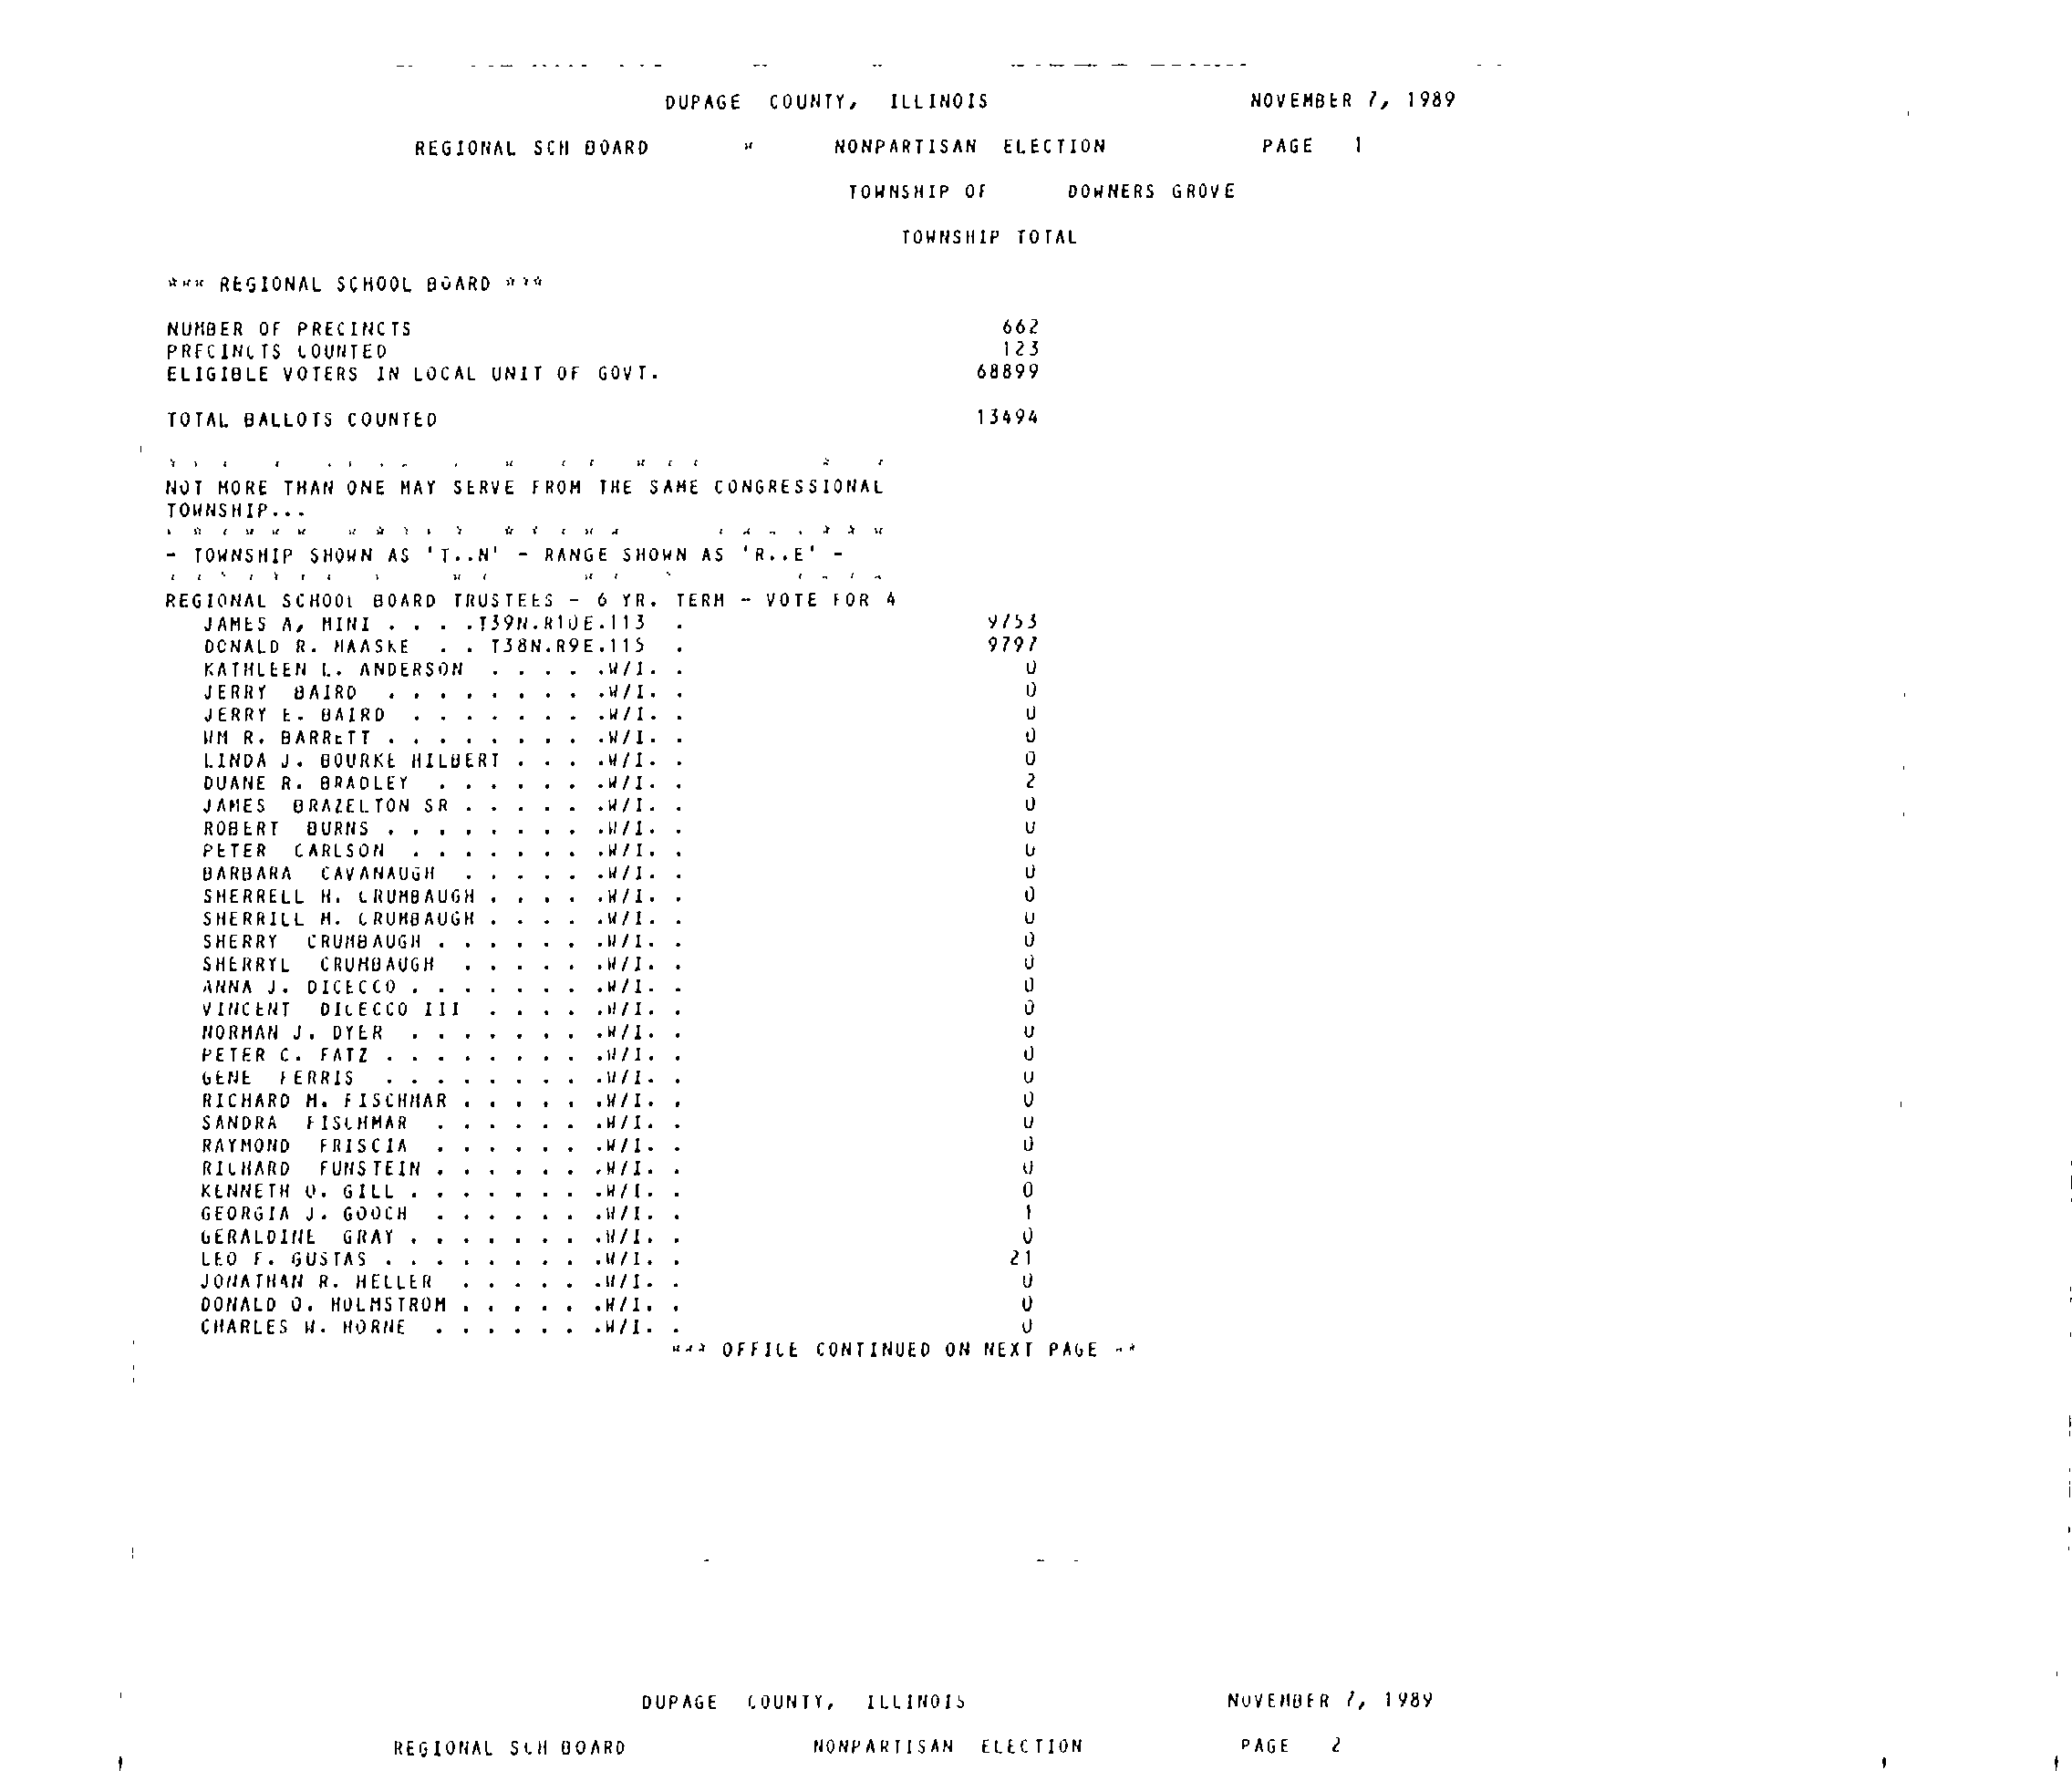 DUPAGE COUNTY, ILLINOIS NOVEMBER 7, 1989
REGIONAL SCH BOARD * NONPARTISAN ELECTION PAGE 1
TOWNSHIP OF DOWNERS GROVE
TOWNSHIP TOTAL
*** REGIONAL SCHOOL BOARD ***
NUMBER OF PRECINCTS 662
PRECINCTS COUNTED 123
ELIGIBLE VOTERS IN LOCAL UNIT OF GOVT. 68899
TOTAL BALLOTS COUNTED 13494
NOT MORE THAN ONE MAY SERVE FROM THE SAME CONGRESSIONAL
TOWNSHIP...
- TOWNSHIP SHOWN AS 'T..N' - RANGE SHOWN AS 'R..E' -
REGIONAL SCHOOL BOARD TRUSTEES - 6 YR. TERM - VOTE FOR 4
JAMES A. MINI . . . .T39N.R10E.113 . 9753
DONALD R. HAASKE . . T38N.R9E.115 . 9797
KATHLEEN L. ANDERSON . . . . .W/I. . 0
JERRY BAIRD . . . . . . . . .W/I. . 0
JERRY E. BAIRD . . . . . . . .W/I. . 0
WM R. BARRETT . . . . . . . . .W/I. . 0
LINDA J. BOURKE HILBERT . . . .W/I. . 0
DUANE R. BRADLEY . . . . . . .W/I. . 2
JAMES BRAZELTON SR . . . . . .W/I. . 0
ROBERT BURNS . . . . . . . . .W/I. . 0
PETER CARLSON . . . . . . . .W/I. . 0
BARBARA CAVANAUGH . . . . . .W/I. . 0
SHERRELL H. CRUMBAUGH . . . . .W/I. . 0
SHERRILL M. CRUMBAUGH . . . . .W/I. . 0
SHERRY CRUMBAUGH . . . . . . .W/I. . 0
SHERRYL CRUMBAUGH . . . . . .W/I. . 0
ANNA J. DICECCO . . . . . . . .W/I. . 0
VINCENT DICECCO III . . . . .W/I. . 0
NORMAN J. DYER . . . . . . . .W/I. . 0
PETER C. FATZ . . . . . . . . .W/I. . 0
GENE FERRIS . . . . . . . . .W/I. . 0
RICHARD M. FISCHMAR . . . . . .W/I. . 0
SANDRA FISCHMAR . . . . . . .W/I. . 0
RAYMOND FRISCIA . . . . . . .W/I. . 0
RICHARD FUNSTEIN . . . . . . .W/I. . 0
KENNETH O. GILL . . . . . . . .W/I. . 0
GEORGIA J. GOOCH . . . . . . .W/I. . 1
GERALDINE GRAY . . . . . . . .W/I. . 0
LEO F. GUSTAS . . . . . . . . .W/I. . 21
JONATHAN R. HELLER . . . . . .W/I. . 0
DONALD O. HOLMSTROM . . . . . .W/I. . 0
CHARLES W. HORNE . . . . . . .W/I. . 0
*** OFFICE CONTINUED ON NEXT PAGE **
DUPAGE COUNTY, ILLINOIS NOVEMBER 7, 1989
REGIONAL SCH BOARD NONPARTISAN ELECTION PAGE 2